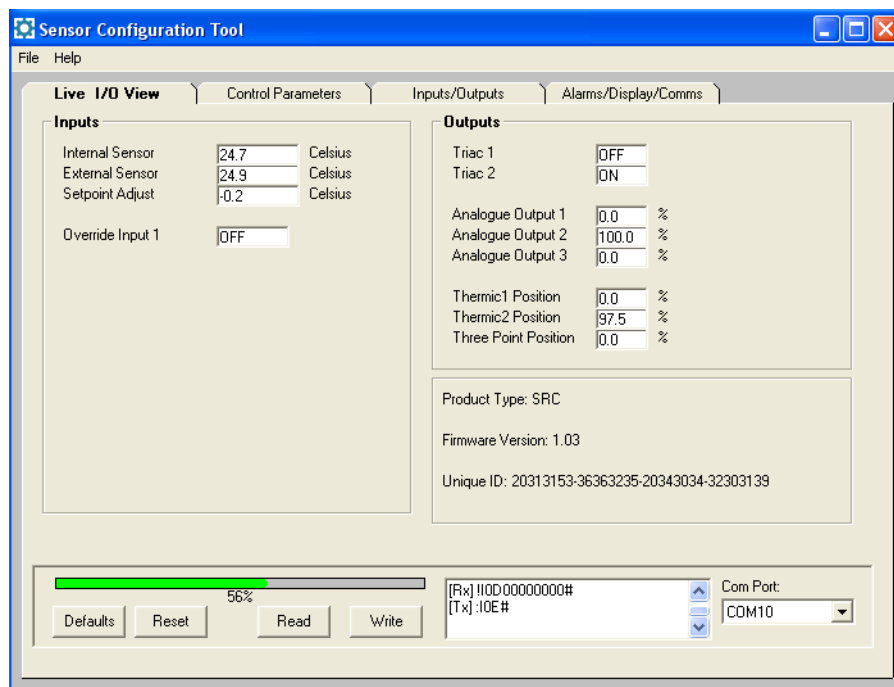 Sensor Configuration Tool
File Help
Live I/O View Control Parameters Inputs/Outputs Alarms/Display/Comms
Inputs
Internal Sensor 24.7 Celsius
External Sensor 24.9 Celsius
Setpoint Adjust -0.2 Celsius
Override Input 1 OFF
Outputs
Triac 1 OFF
Triac 2 ON
Analogue Output 1 0.0 %
Analogue Output 2 100.0 %
Analogue Output 3 0.0 %
Thermic1 Position 0.0 %
Thermic2 Position 97.5 %
Three Point Position 0.0 %
Product Type: SRC
Firmware Version: 1.03
Unique ID: 20313153-36363235-20343034-32303139
56%
Defaults Reset Read Write
[Rx] !I0D00000000#
[Tx] :I0E#
Com Port:
COM10